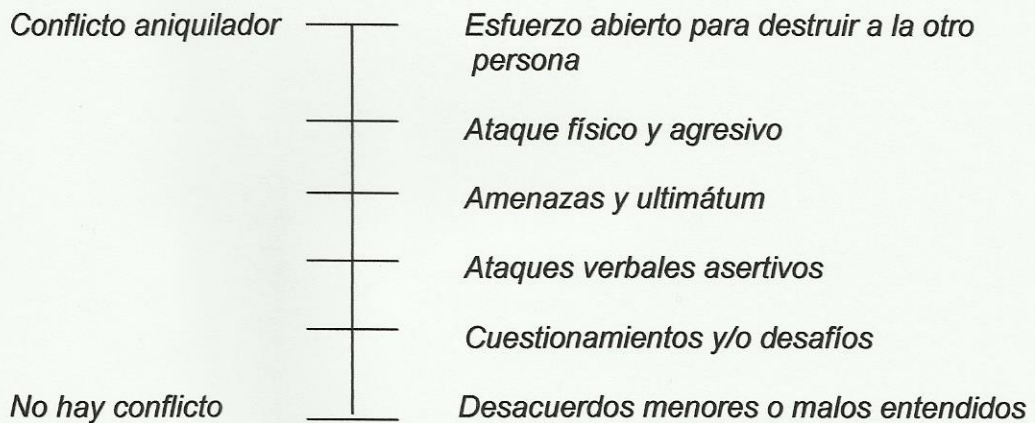 Conflicto aniquilador Esfuerzo abierto para destruir a la otro
persona
Ataque físico y agresivo
Amenazas y ultimátum
Ataques verbales asertivos
Cuestionamientos y/o desafíos
No hay conflicto Desacuerdos menores o malos entendidos